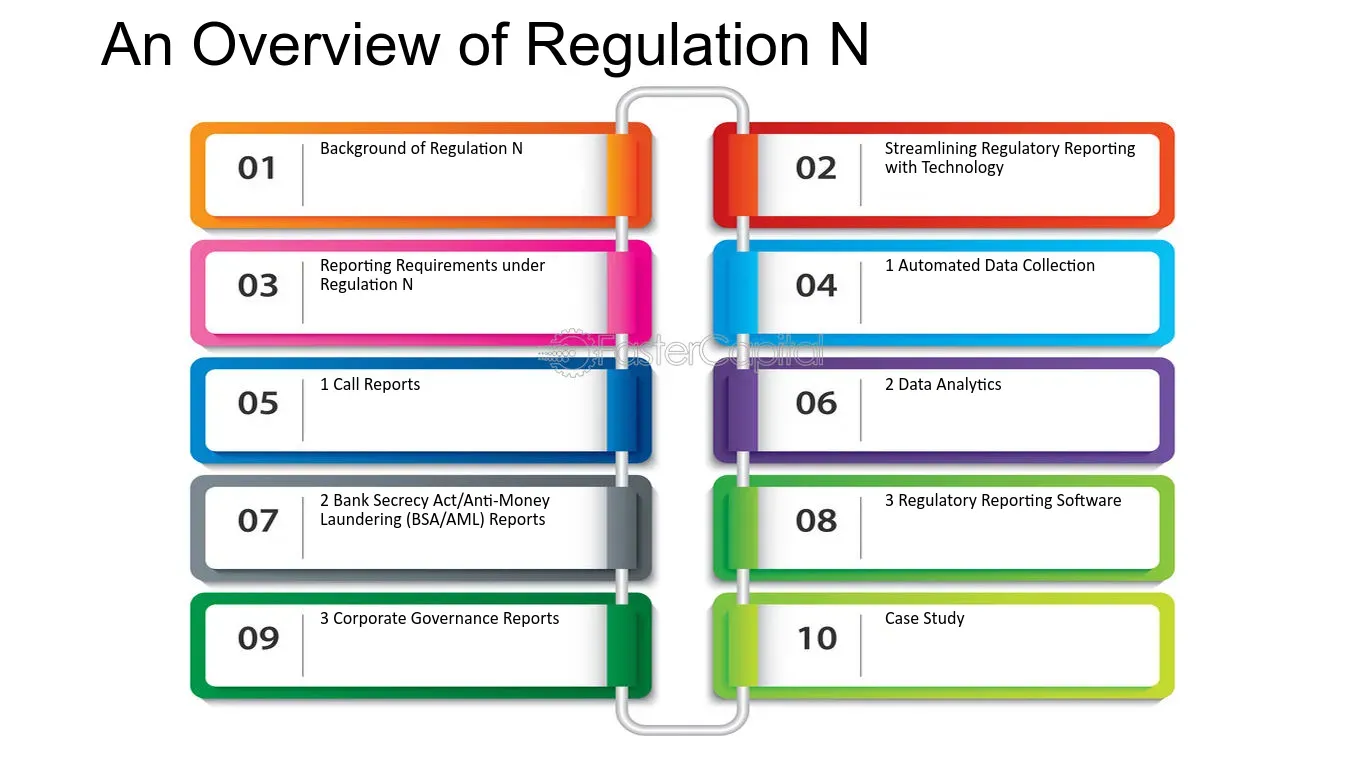 An Overview of Regulation N
01
Background of Regulation N
02
Streamlining Regulatory Reporting
with Technology
03
Reporting Requirements under
Regulation N
04
1 Automated Data Collection
FasterCapital
05
1 Call Reports
06
2 Data Analytics
07
2 Bank Secrecy Act/Anti-Money
Laundering (BSA/AML) Reports
08
3 Regulatory Reporting Software
09
3 Corporate Governance Reports
10
Case Study